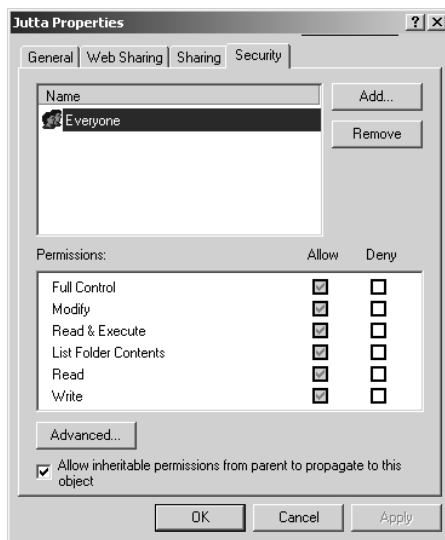 Jutta Properties
General Web Sharing Sharing Security
Name
Add...
Everyone
Remove
Permissions: Allow Deny
Full Control
Modify
Read & Execute
List Folder Contents
Read
Write
Advanced...
Allow inheritable permissions from parent to propagate to this
object
OK Cancel Apply